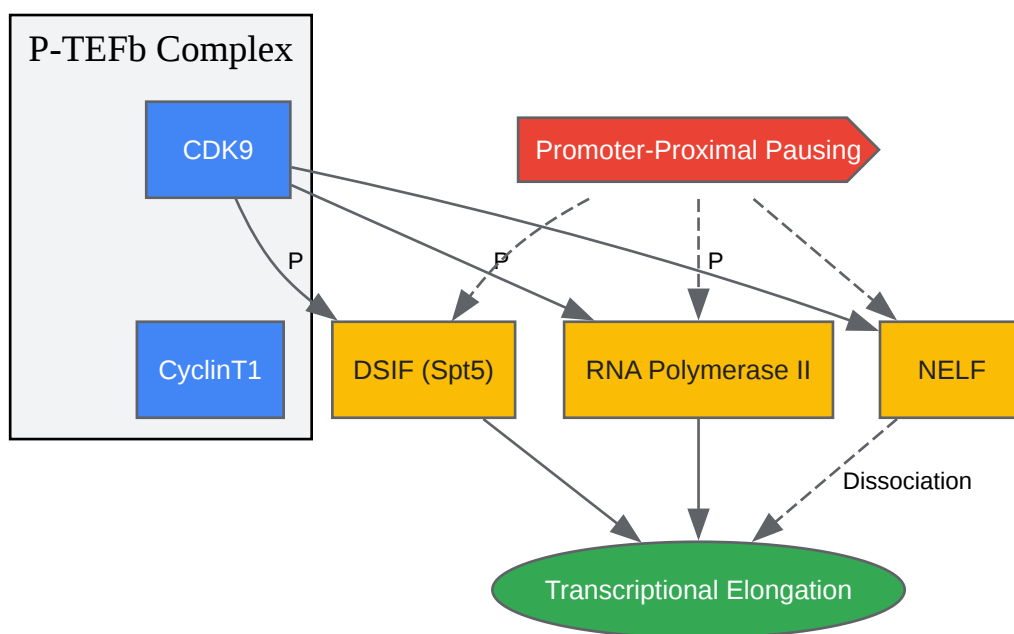 P-TEFb Complex
CDK9
Promoter-Proximal Pausing
P
P
P
CyclinT1
DSIF (Spt5)
RNA Polymerase II
NELF
Dissociation
Transcriptional Elongation